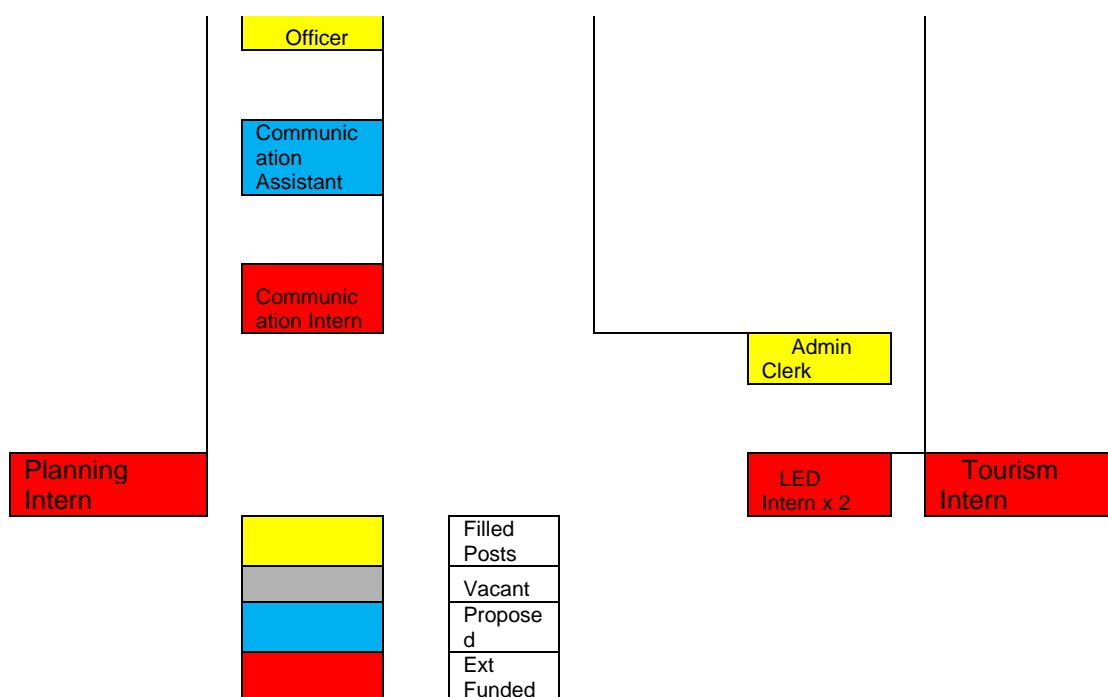 Officer
Communic
ation
Assistant
Communic
ation Intern
Admin
Clerk
Planning
Intern
LED
Intern x 2
Tourism
Intern
Filled
Posts
Vacant
Propose
d
Ext
Funded